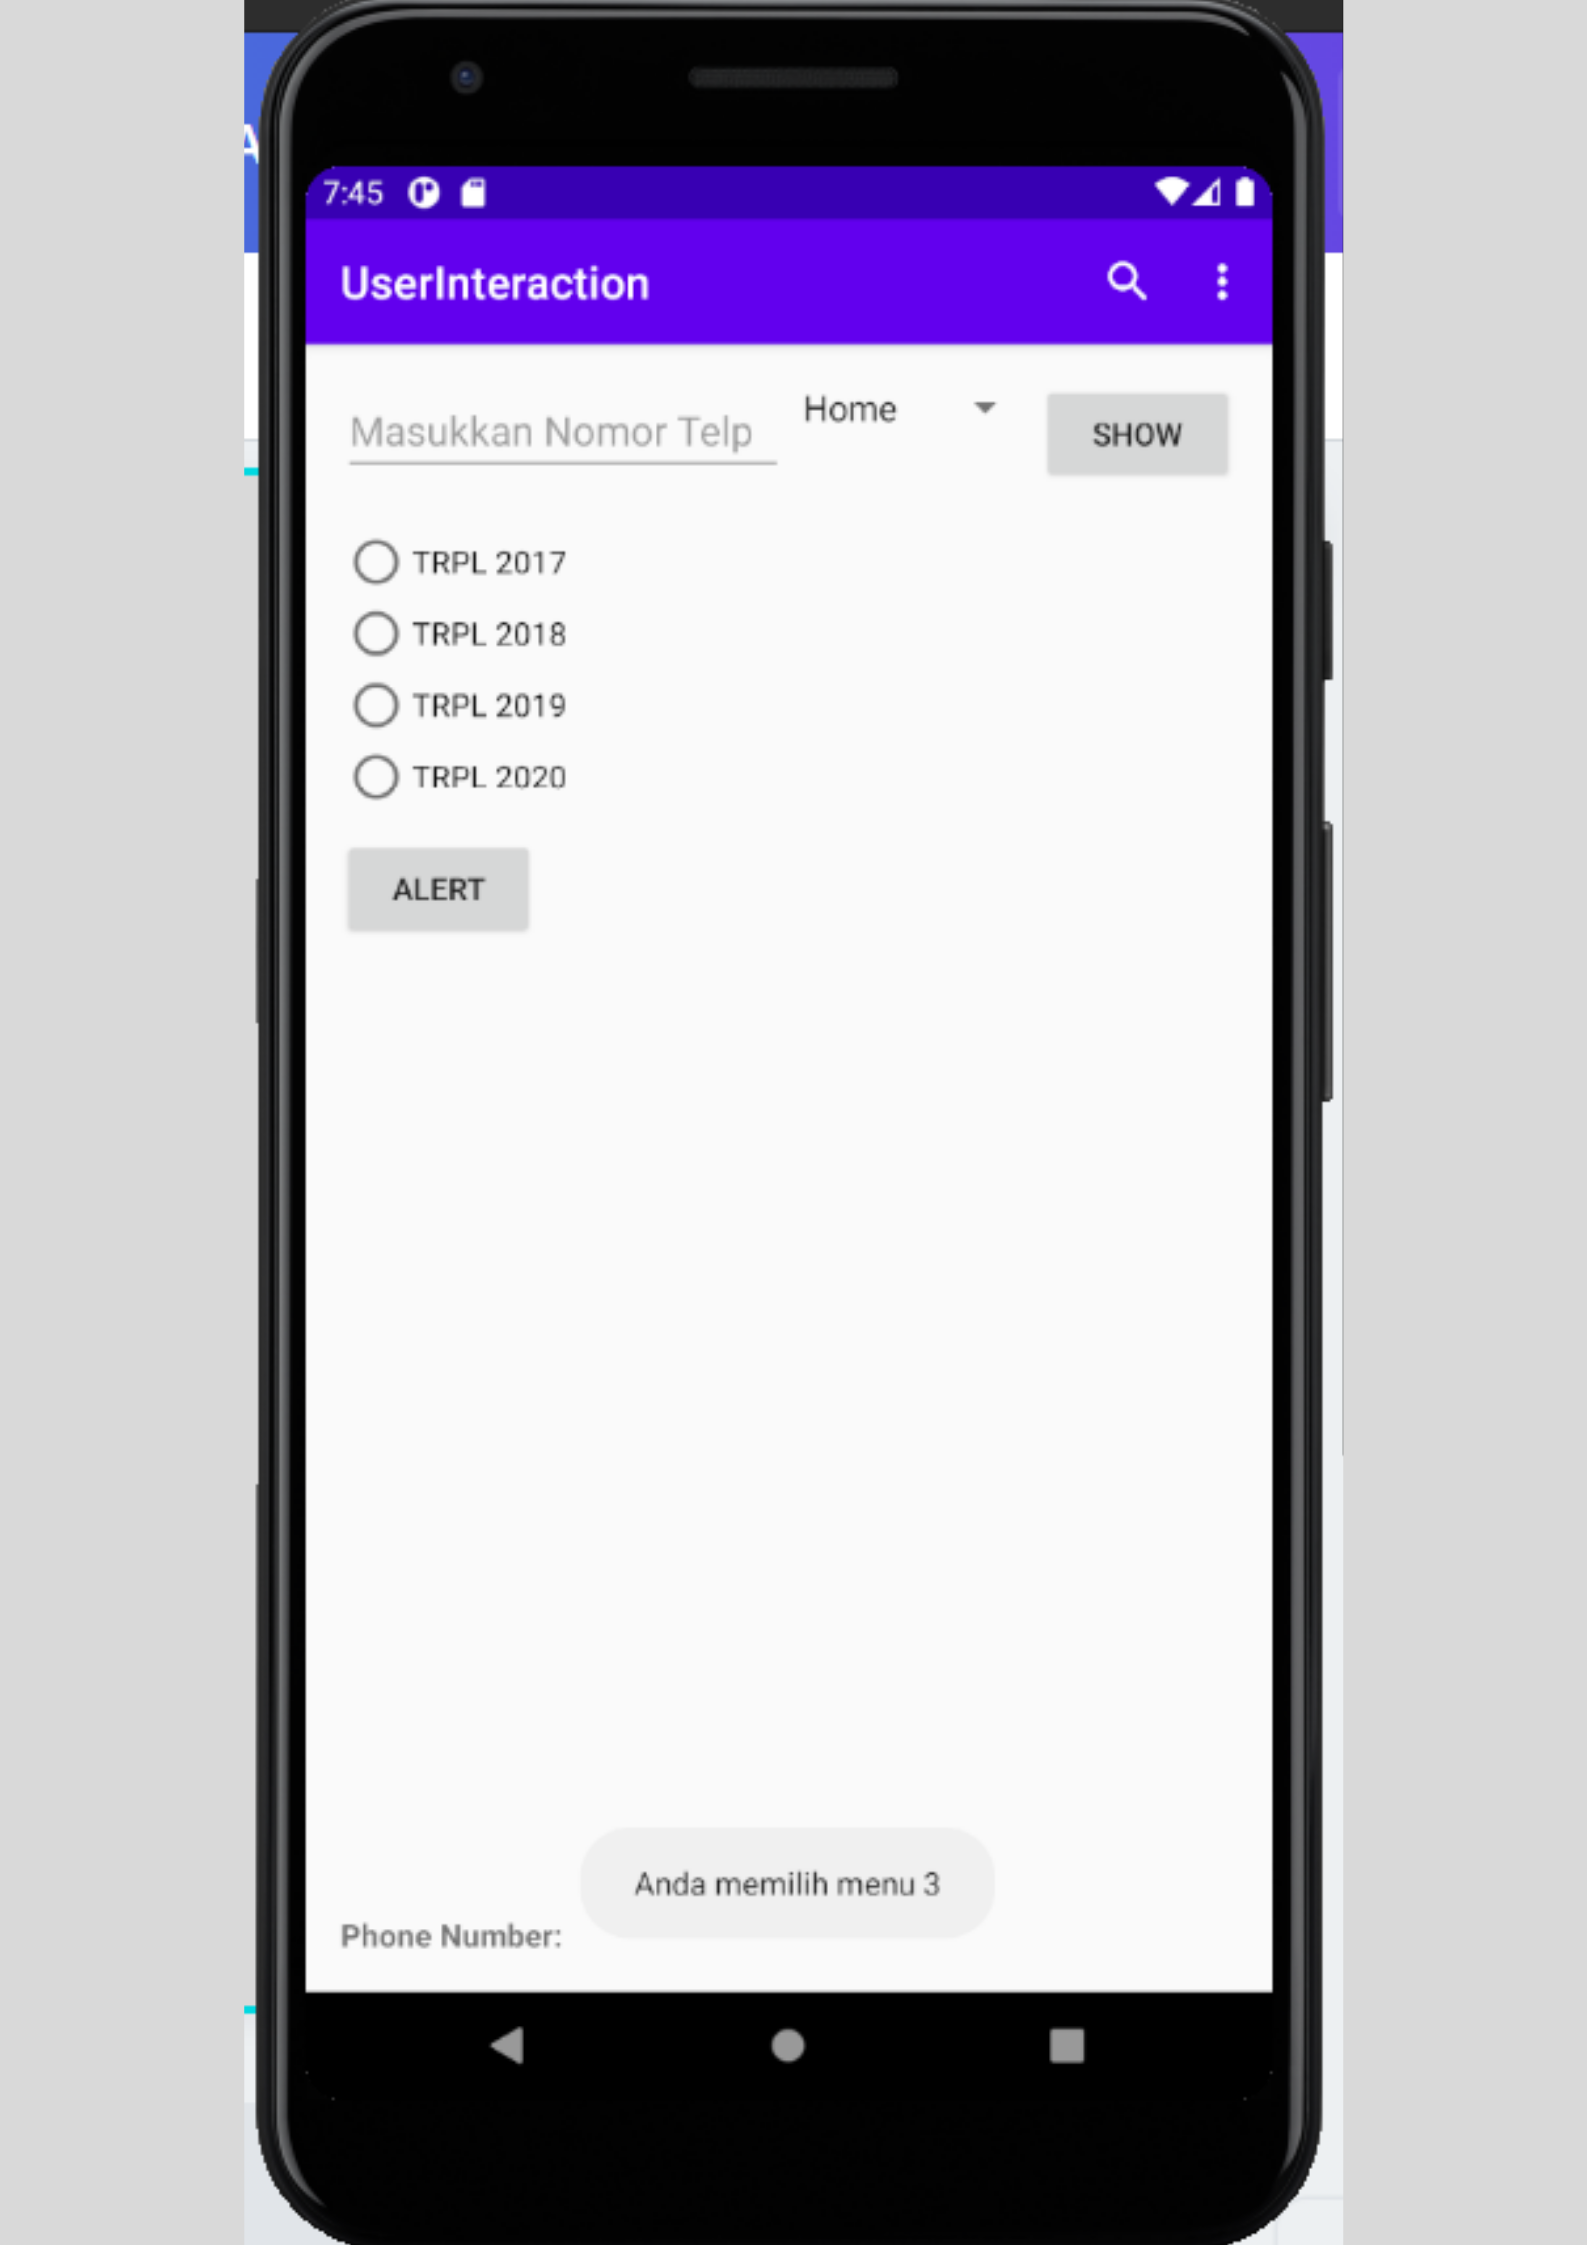 A
7:45
UserInteraction
Masukkan Nomor Telp
Home
SHOW
TRPL 2017
TRPL 2018
TRPL 2019
TRPL 2020
ALERT
Anda memilih menu 3
Phone Number: